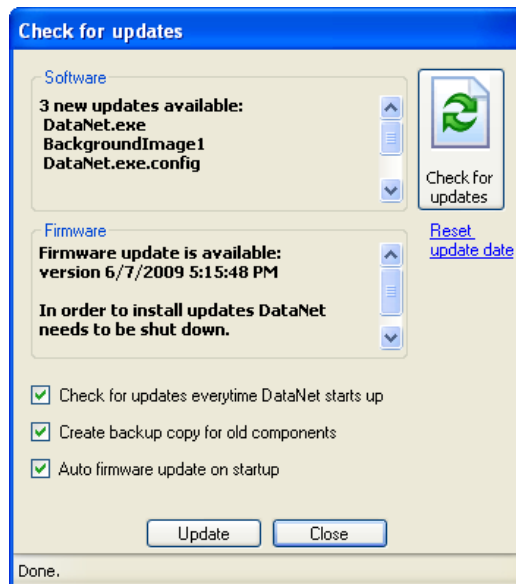 Check for updates
Software
3 new updates available:
DataNet.exe
BackgroundImage1
DataNet.exe.config
Check for
updates
Reset
update date
Firmware
Firmware update is available:
version 6/7/2009 5:15:48 PM
In order to install updates DataNet
needs to be shut down.
Check for updates everytime DataNet starts up
Create backup copy for old components
Auto firmware update on startup
Update
Close
Done.